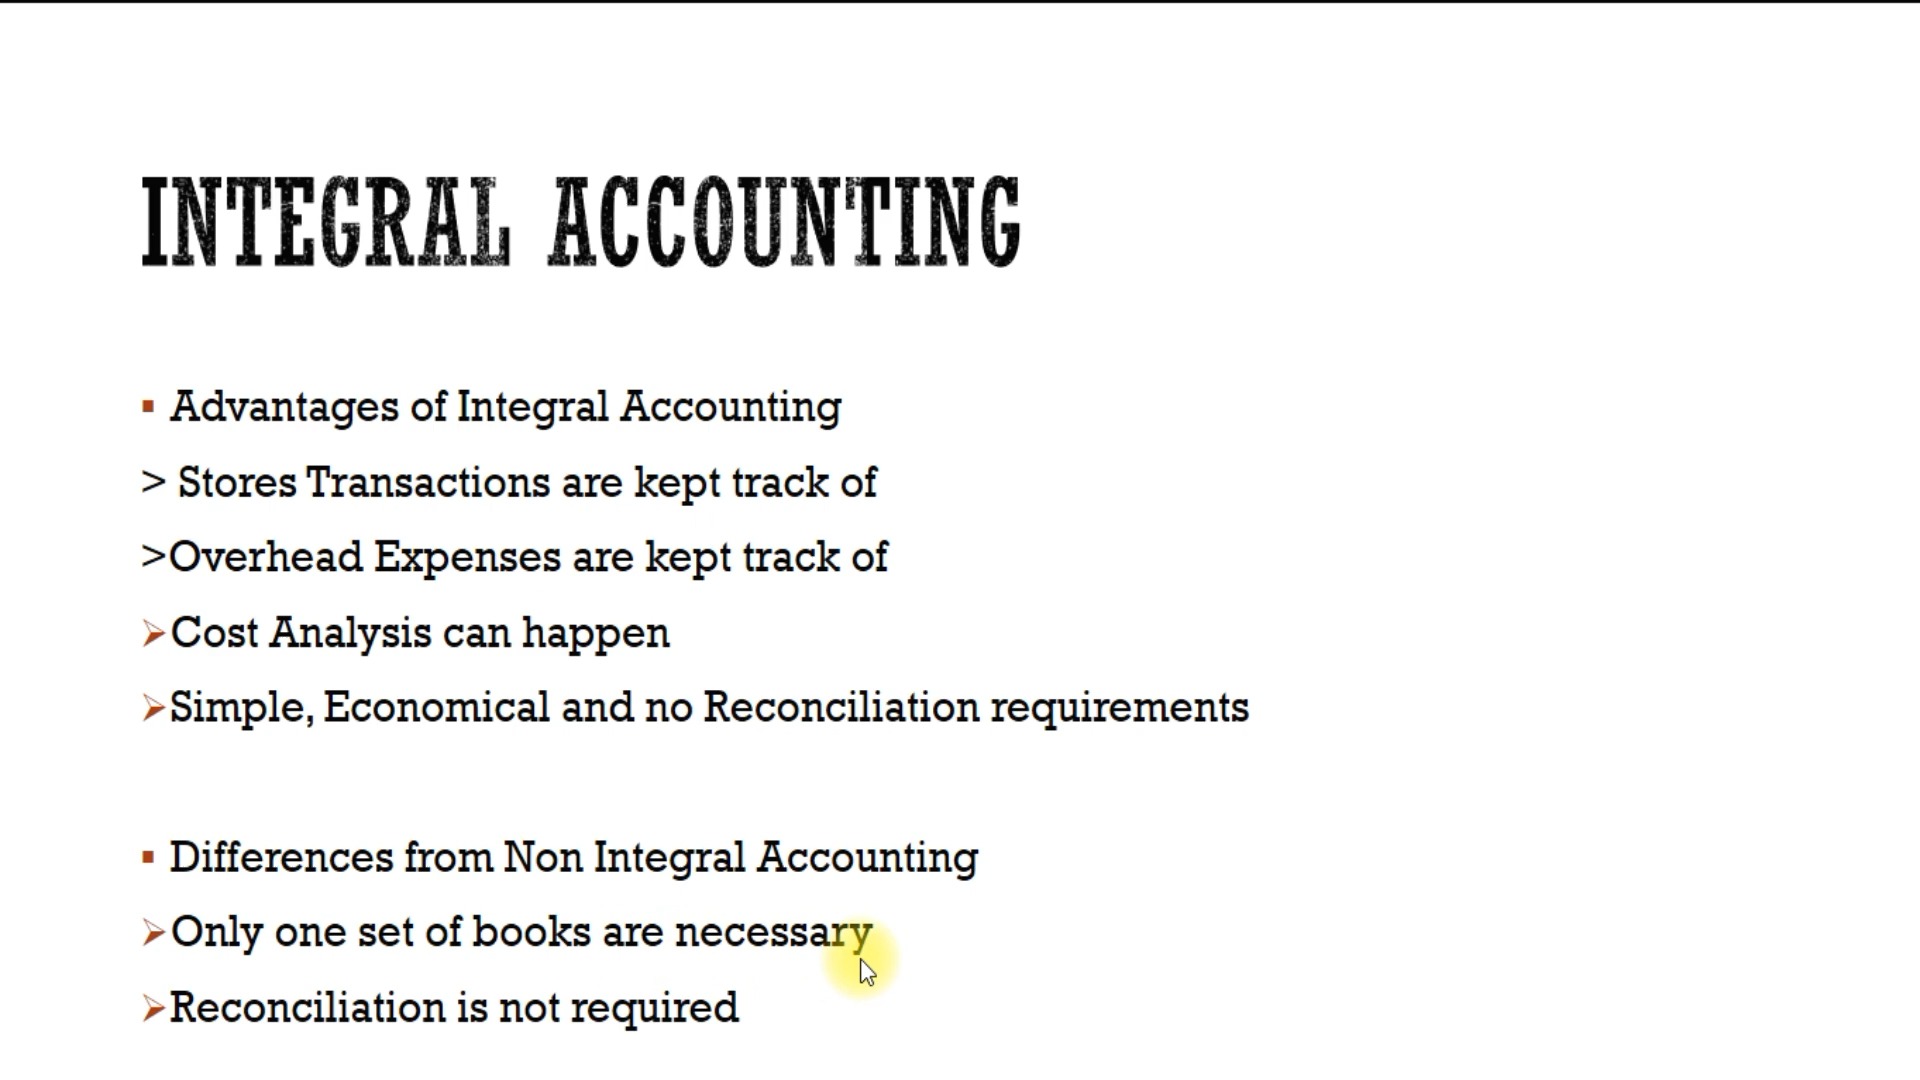 INTEGRAL ACCOUNTING
▪ Advantages of Integral Accounting
> Stores Transactions are kept track of
>Overhead Expenses are kept track of
➢Cost Analysis can happen
➢Simple, Economical and no Reconciliation requirements
▪ Differences from Non Integral Accounting
➢Only one set of books are necessary
➢Reconciliation is not required